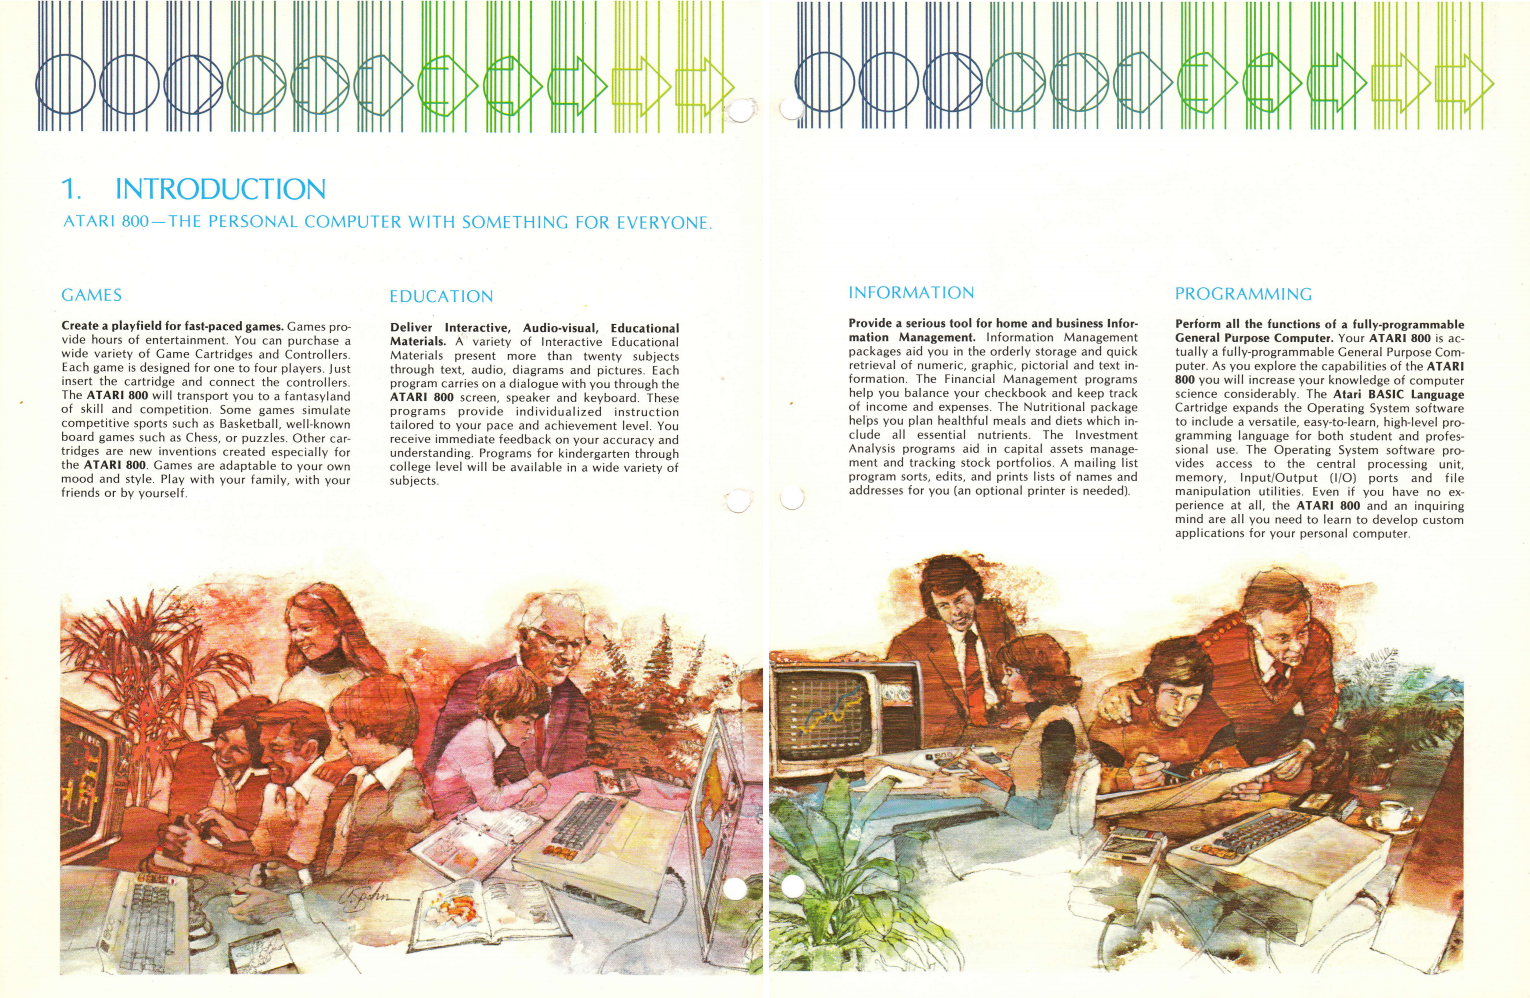 1. INTRODUCTION
ATARI 800—THE PERSONAL COMPUTER WITH SOMETHING FOR EVERYONE.
GAMES
Create a playfield for fast-paced games. Games pro-
vide hours of entertainment. You can purchase a
wide variety of Game Cartridges and Controllers.
Each game is designed for one to four players. Just
insert the cartridge and connect the controllers.
The ATARI 800 will transport you to a fantasyland
of skill and competition. Some games simulate
competitive sports such as Basketball, well-known
board games such as Chess, or puzzles. Other car-
tridges are new inventions created especially for
the ATARI 800. Games are adaptable to your own
mood and style. Play with your family, with your
friends or by yourself.
EDUCATION
Deliver Interactive, Audio-visual, Educational
Materials. A variety of Interactive Educational
Materials present more than twenty subjects
through text, audio, diagrams and pictures. Each
program carries on a dialogue with you through the
ATARI 800 screen, speaker and keyboard. These
programs provide individualized instruction
tailored to your pace and achievement level. You
receive immediate feedback on your accuracy and
understanding. Programs for kindergarten through
college level will be available in a wide variety of
subjects.
INFORMATION
Provide a serious tool for home and business Infor-
mation Management. Information Management
packages aid you in the orderly storage and quick
retrieval of numeric, graphic, pictorial and text in-
formation. The Financial Management programs
help you balance your checkbook and keep track
of income and expenses. The Nutritional package
helps you plan healthful meals and diets which in-
clude all essential nutrients. The Investment
Analysis programs aid in capital assets manage-
ment and tracking stock portfolios. A mailing list
program sorts, edits, and prints lists of names and
addresses for you (an optional printer is needed).
PROGRAMMING
Perform all the functions of a fully-programmable
General Purpose Computer. Your ATARI 800 is ac-
tually a fully-programmable General Purpose Com-
puter. As you explore the capabilities of the ATARI
800 you will increase your knowledge of computer
science considerably. The Atari BASIC Language
Cartridge expands the Operating System software
to include a versatile, easy-to-learn, high-level pro-
gramming language for both student and profes-
sional use. The Operating System software pro-
vides access to the central processing unit,
memory, Input/Output (I/O) ports and file
manipulation utilities. Even if you have no ex-
perience at all, the ATARI 800 and an inquiring
mind are all you need to learn to develop custom
applications for your personal computer.